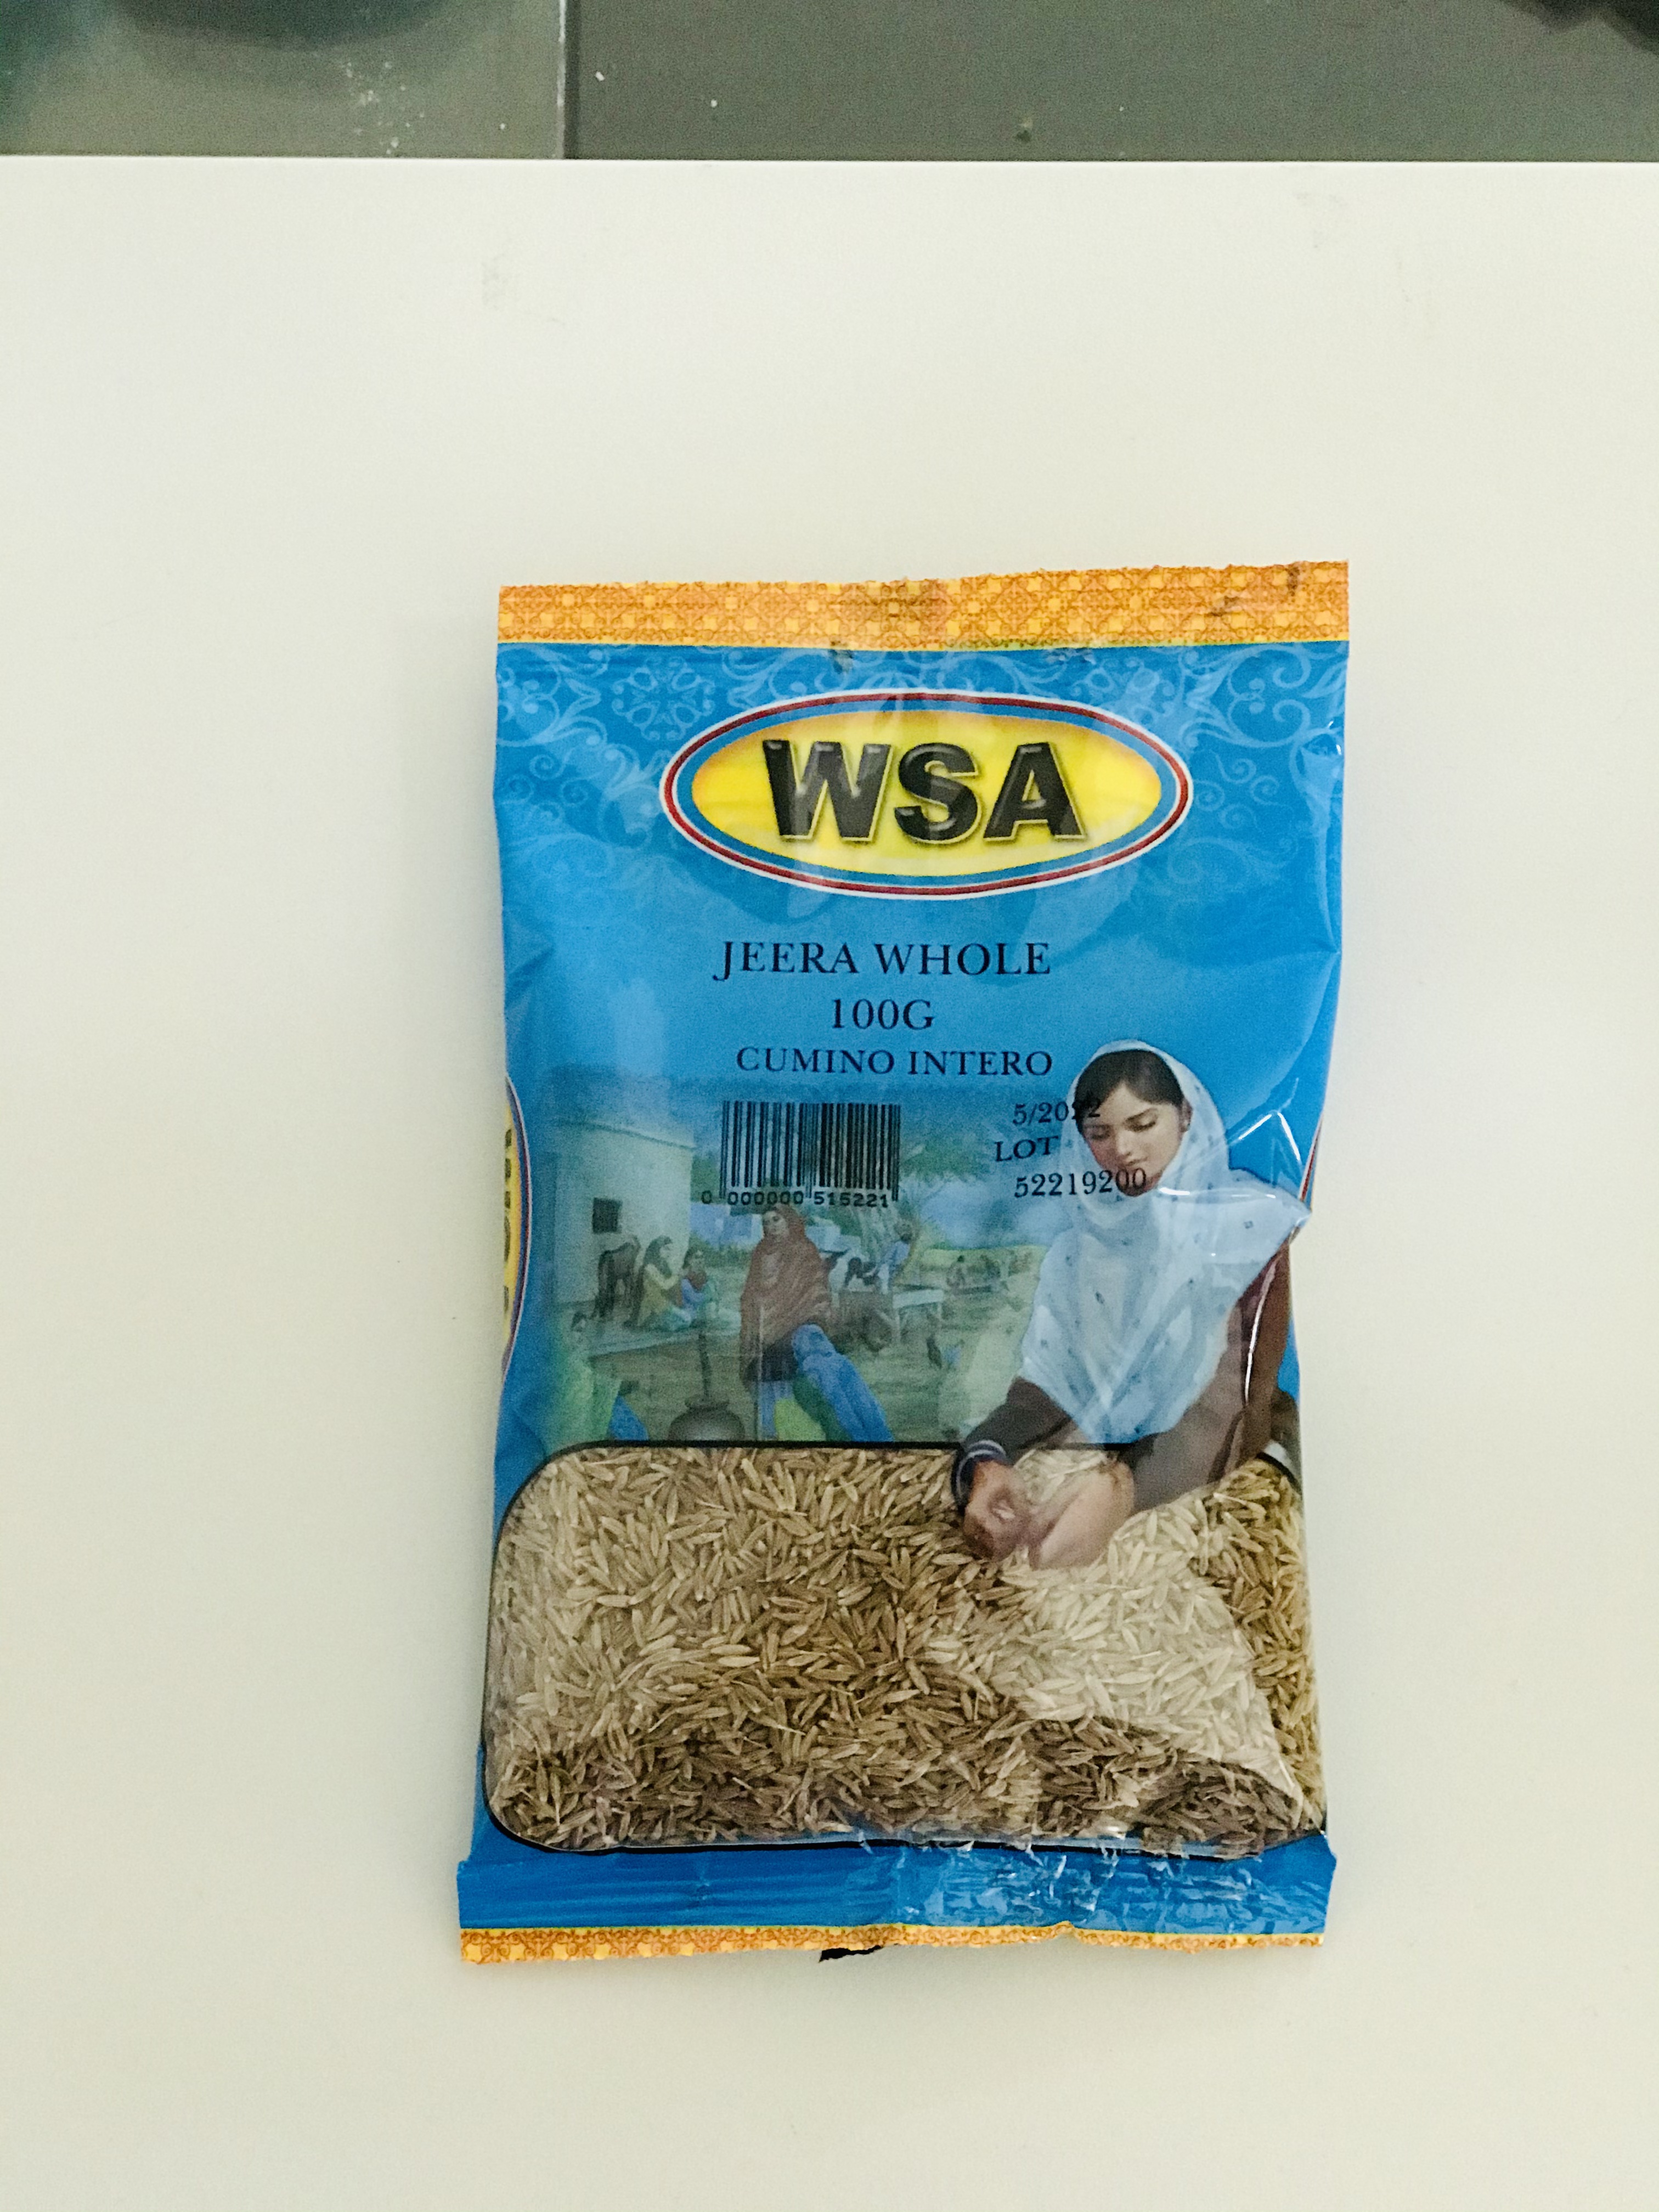 WSA
JEERA WHOLE
100G
CUMINO INTERO
5/2022
LOT
52219200
0 000000 515221